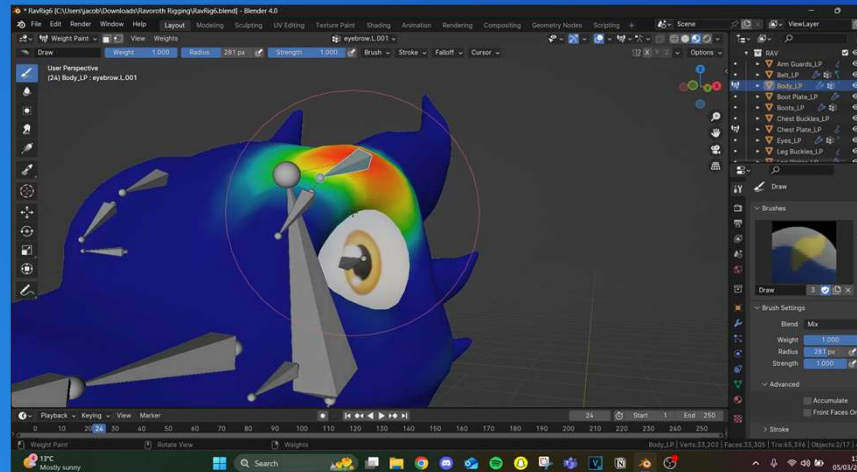 * RavRig6 [C:\Users\jacob\Downloads\Ravoroth Rigging\RavRig6.blend] - Blender 4.0
File Edit Render Window Help Layout Modeling Sculpting UV Editing Texture Paint Shading Animation Rendering Compositing Geometry Nodes Scripting + Scene ViewLayer
Weight Paint View Weights eyebrow.L.001
Draw Weight 1.000 Radius 281 px Strength 1.000 Brush Stroke Falloff Cursor X Y Z Options
User Perspective
(24) Body_LP : eyebrow.L.001
RAV
Arm Guards_LP
Belt_LP
Body_LP
Boot Plate_LP
Boots_LP
Chest Buckles_LP
Chest Plate_LP
Eyes_LP
Leg Buckles_LP
Draw
Brushes
Draw 3
Brush Settings
Blend Mix
Weight 1.000
Radius 281 px
Strength 1.000
Advanced
Accumulate
Front Faces
Stroke
Playback Keying View Marker 24 Start 1 End 250
0 10 20 24 30 40 50 60 70 80 90 100 110 120 130 140 150 160 170 180 190 200 210 220 230 240 250
Weight Paint Rotate View Weights Body_LP | Verts:33,202 | Faces:33,305 | Tris:65,396 | Objects:2/17
13°C
Mostly sunny
Search